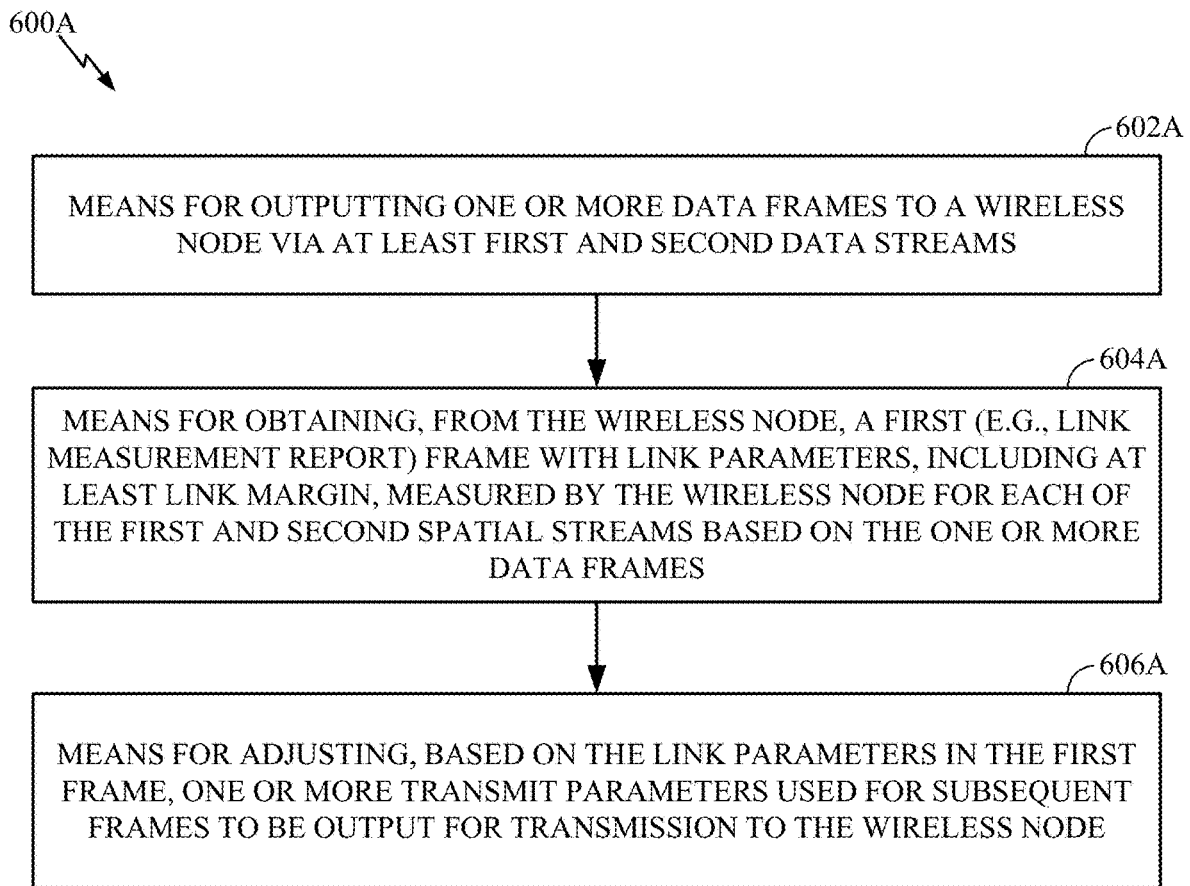 600A
602A
MEANS FOR OUTPUTTING ONE OR MORE DATA FRAMES TO A WIRELESS
NODE VIA AT LEAST FIRST AND SECOND DATA STREAMS
604A
MEANS FOR OBTAINING, FROM THE WIRELESS NODE, A FIRST (E.G., LINK
MEASUREMENT REPORT) FRAME WITH LINK PARAMETERS, INCLUDING AT
LEAST LINK MARGIN, MEASURED BY THE WIRELESS NODE FOR EACH OF
THE FIRST AND SECOND SPATIAL STREAMS BASED ON THE ONE OR MORE
DATA FRAMES
606A
MEANS FOR ADJUSTING, BASED ON THE LINK PARAMETERS IN THE FIRST
FRAME, ONE OR MORE TRANSMIT PARAMETERS USED FOR SUBSEQUENT
FRAMES TO BE OUTPUT FOR TRANSMISSION TO THE WIRELESS NODE